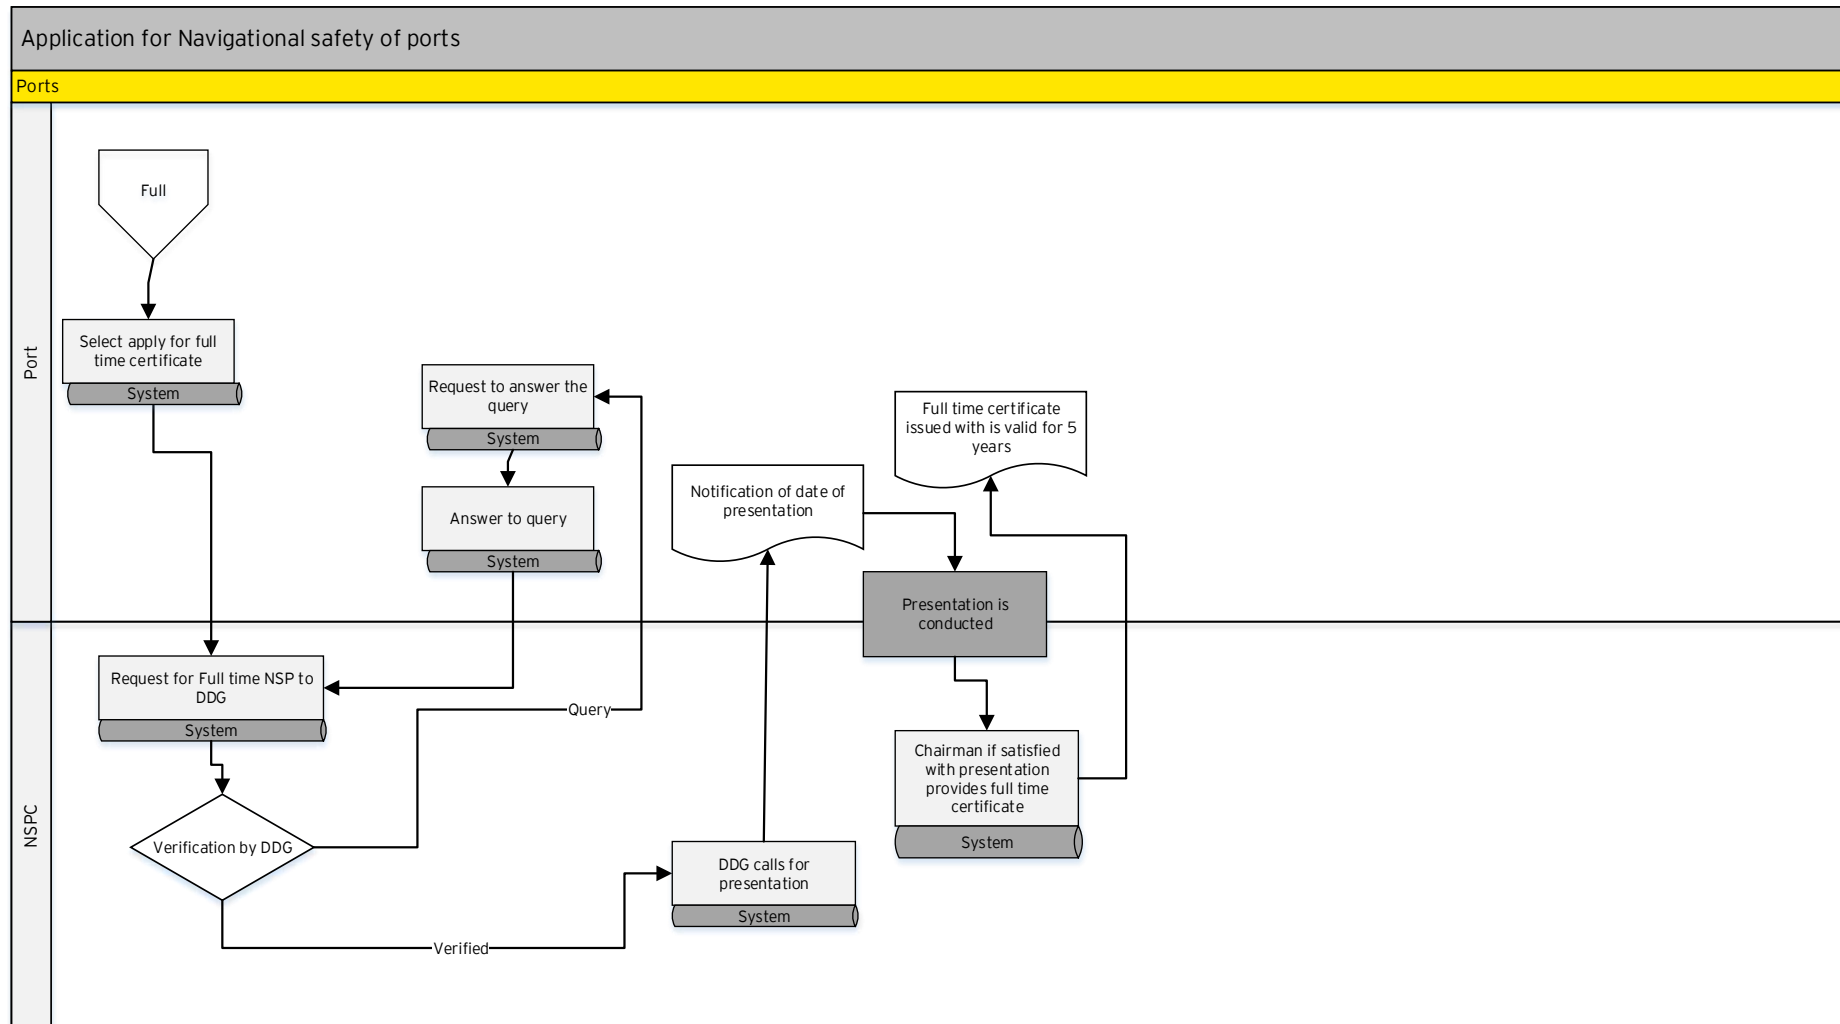 Application for Navigational safety of ports
Ports
Port
Full
Select apply for full
time certificate
System
Request to answer the
query
System
Answer to query
System
Notification of date of
presentation
Full time certificate
issued with is valid for 5
years
Presentation is
conducted
NSPC
Request for Full time NSP to
DDG
System
Query
Verification by DDG
Verified
DDG calls for
presentation
System
Chairman if satisfied
with presentation
provides full time
certificate
System